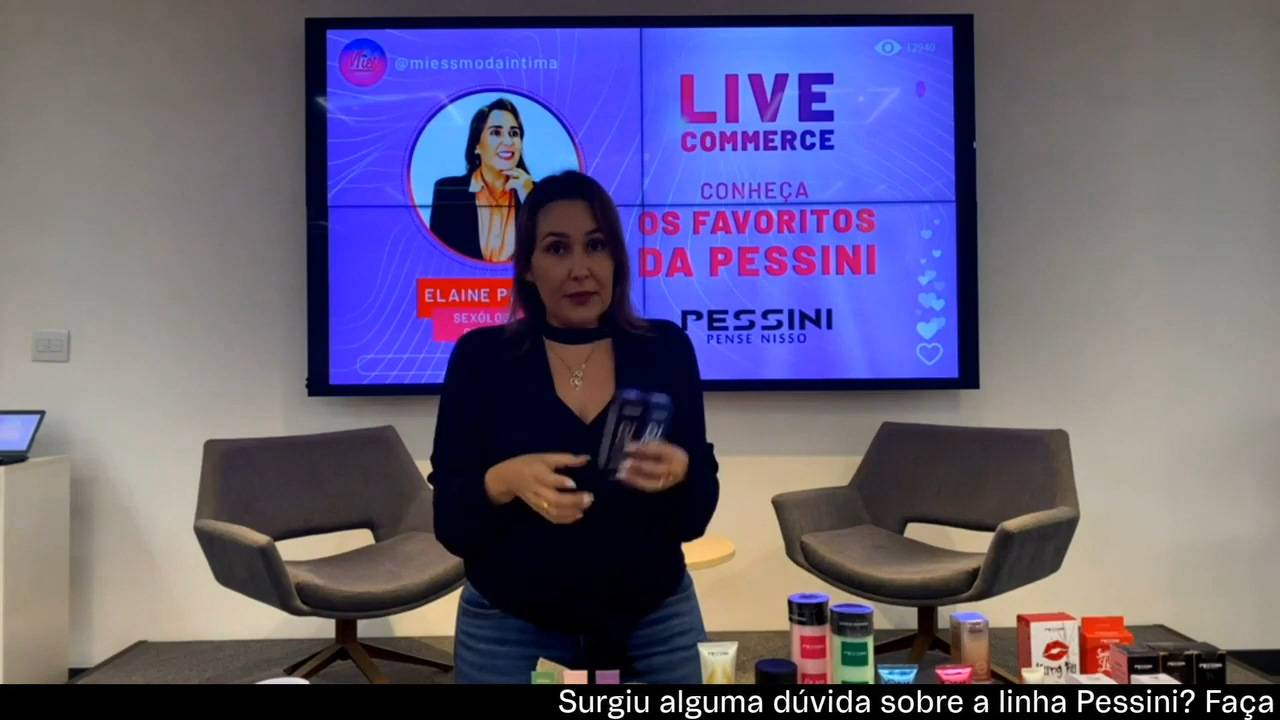 @miessmodaintima
12940
LIVE
COMMERCE
CONHEÇA
OS FAVORITOS
DA PESSINI
ELAINE
PESSINI
PENSE NISSO
Surgiu alguma dúvida sobre a linha Pessini? Faça